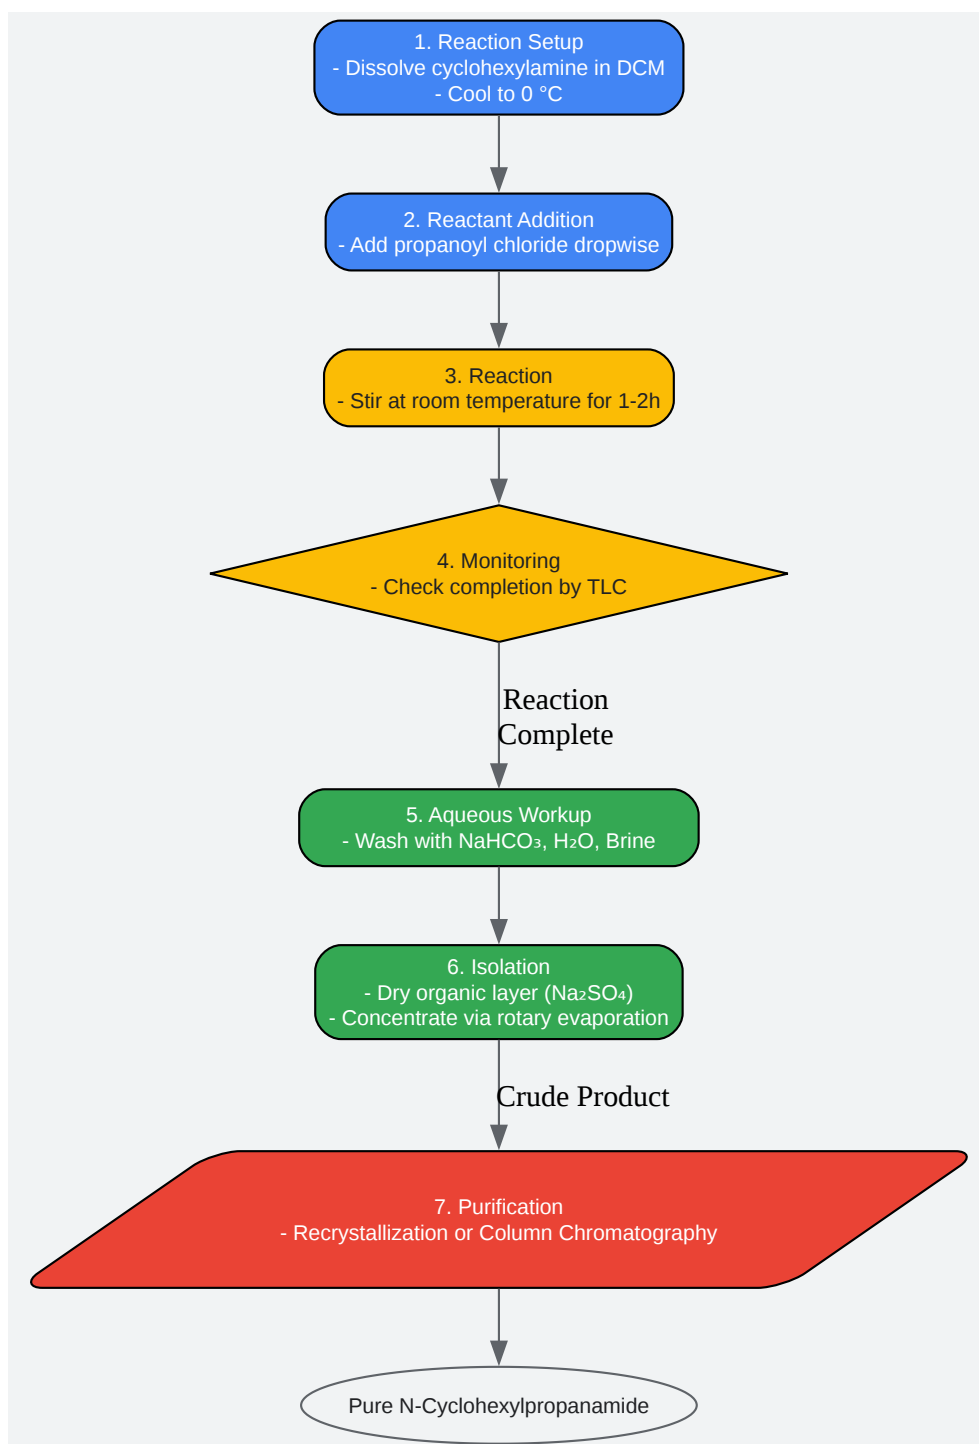 1. Reaction Setup
- Dissolve cyclohexylamine in DCM
- Cool to 0 °C
2. Reactant Addition
- Add propanoyl chloride dropwise
3. Reaction
- Stir at room temperature for 1-2h
4. Monitoring
- Check completion by TLC
Reaction
Complete
5. Aqueous Workup
- Wash with NaHCO₃, H₂O, Brine
6. Isolation
- Dry organic layer (Na₂SO₄)
- Concentrate via rotary evaporation
Crude Product
7. Purification
- Recrystallization or Column Chromatography
Pure N-Cyclohexylpropanamide